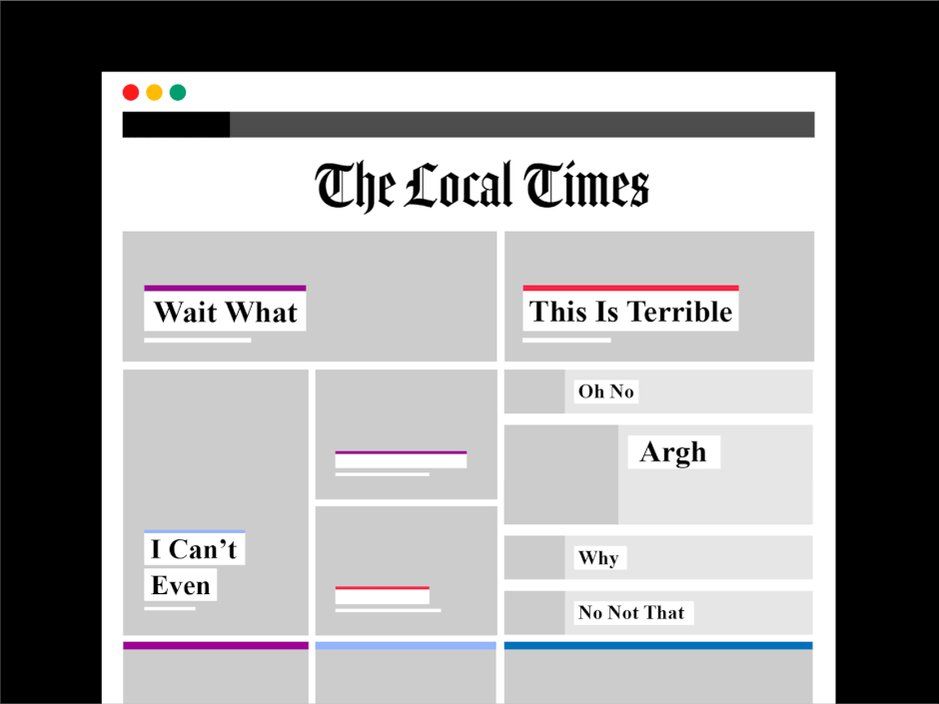 The Local Times
Wait What
This Is Terrible
Oh No
Argh
I Can’t
Even
Why
No Not That